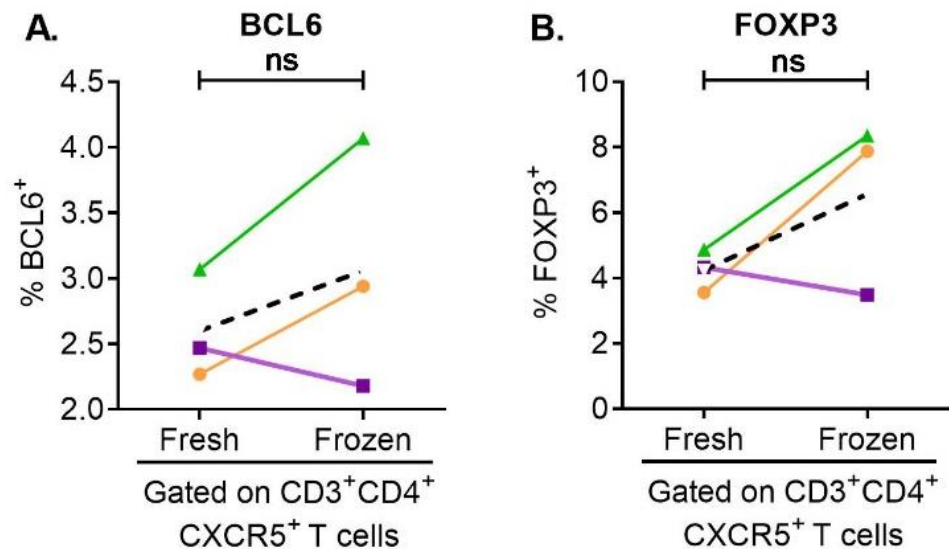 A.
BCL6
ns
% BCL6⁺
4.5
4.0
3.5
3.0
2.5
2.0
Fresh Frozen
Gated on CD3⁺CD4⁺
CXCR5⁺ T cells
B.
FOXP3
ns
% FOXP3⁺
10
8
6
4
2
0
Fresh Frozen
Gated on CD3⁺CD4⁺
CXCR5⁺ T cells